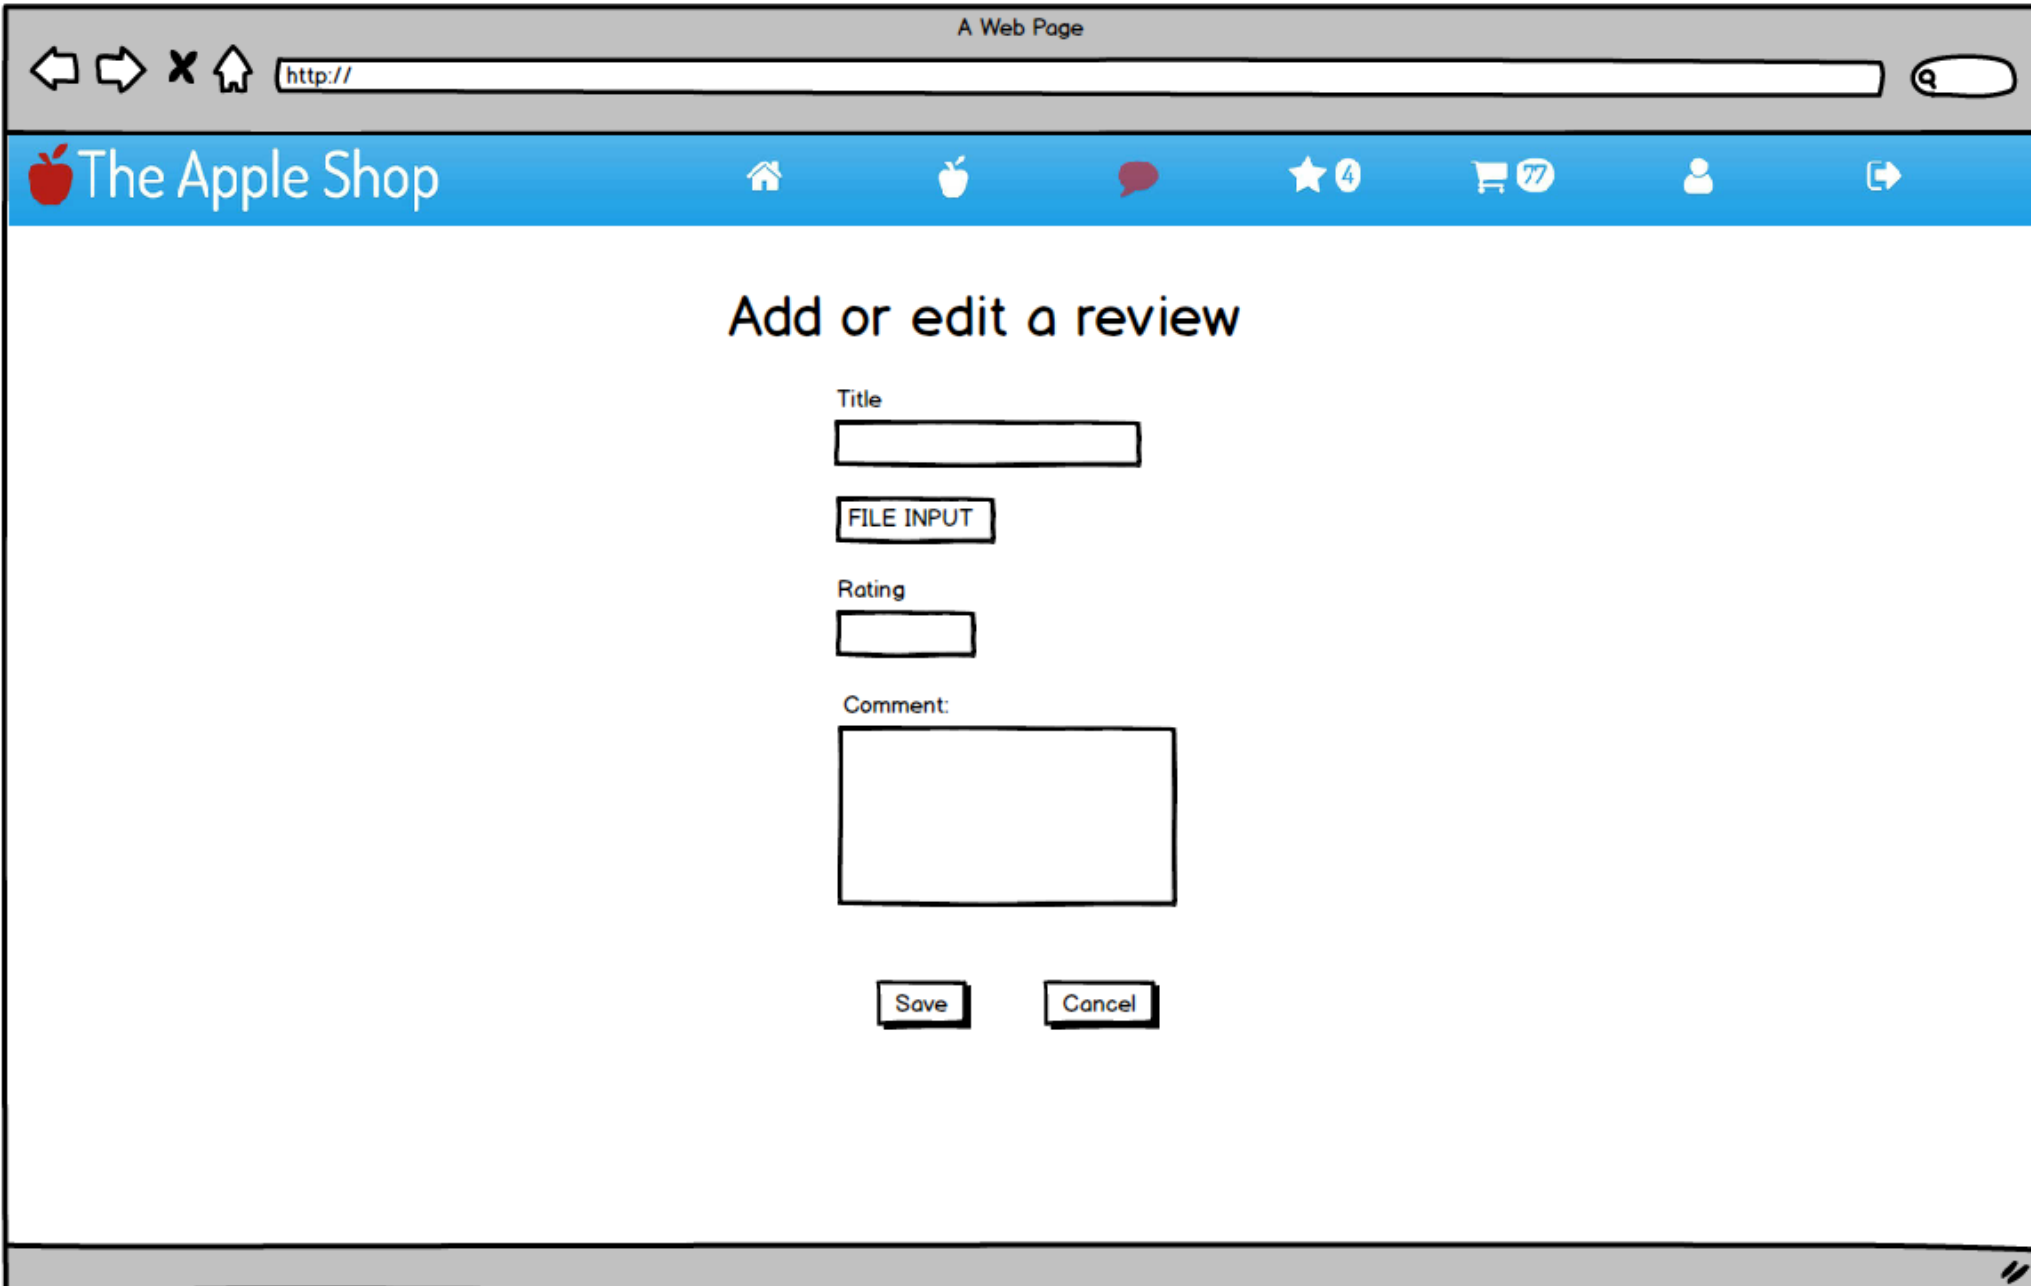 A Web Page
http://
The Apple Shop
4
77
Add or edit a review
Title
FILE INPUT
Rating
Comment:
Save
Cancel